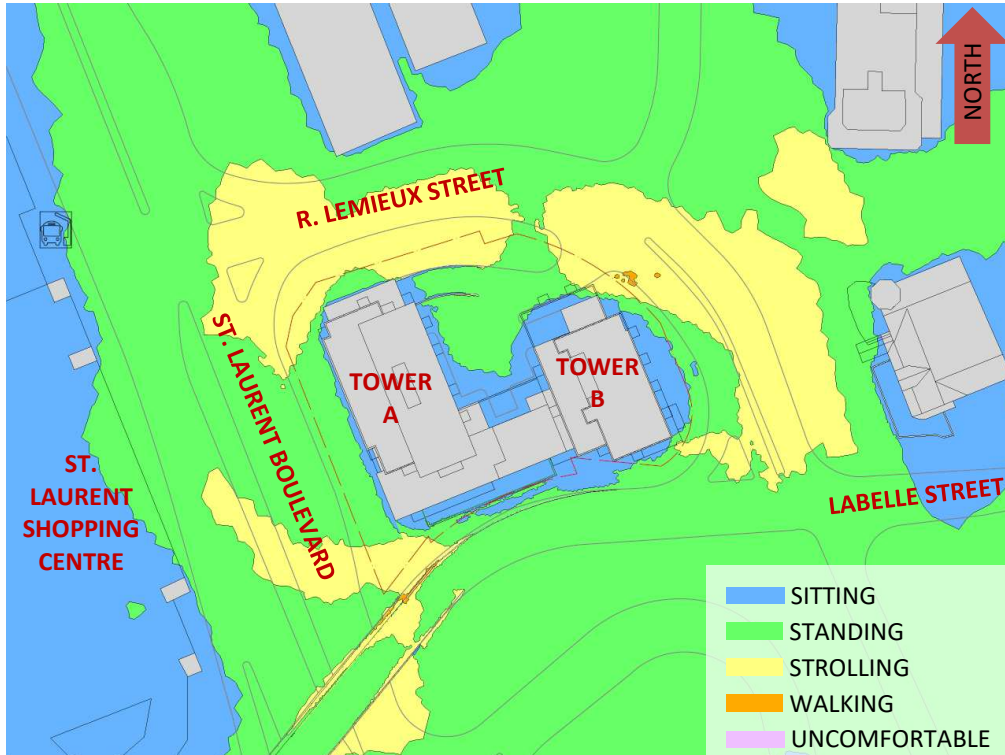 NORTH
R. LEMIEUX STREET
ST. LAURENT BOULEVARD
TOWER
A
TOWER
B
ST.
LAURENT
SHOPPING
CENTRE
LABELLE STREET
SITTING
STANDING
STROLLING
WALKING
UNCOMFORTABLE